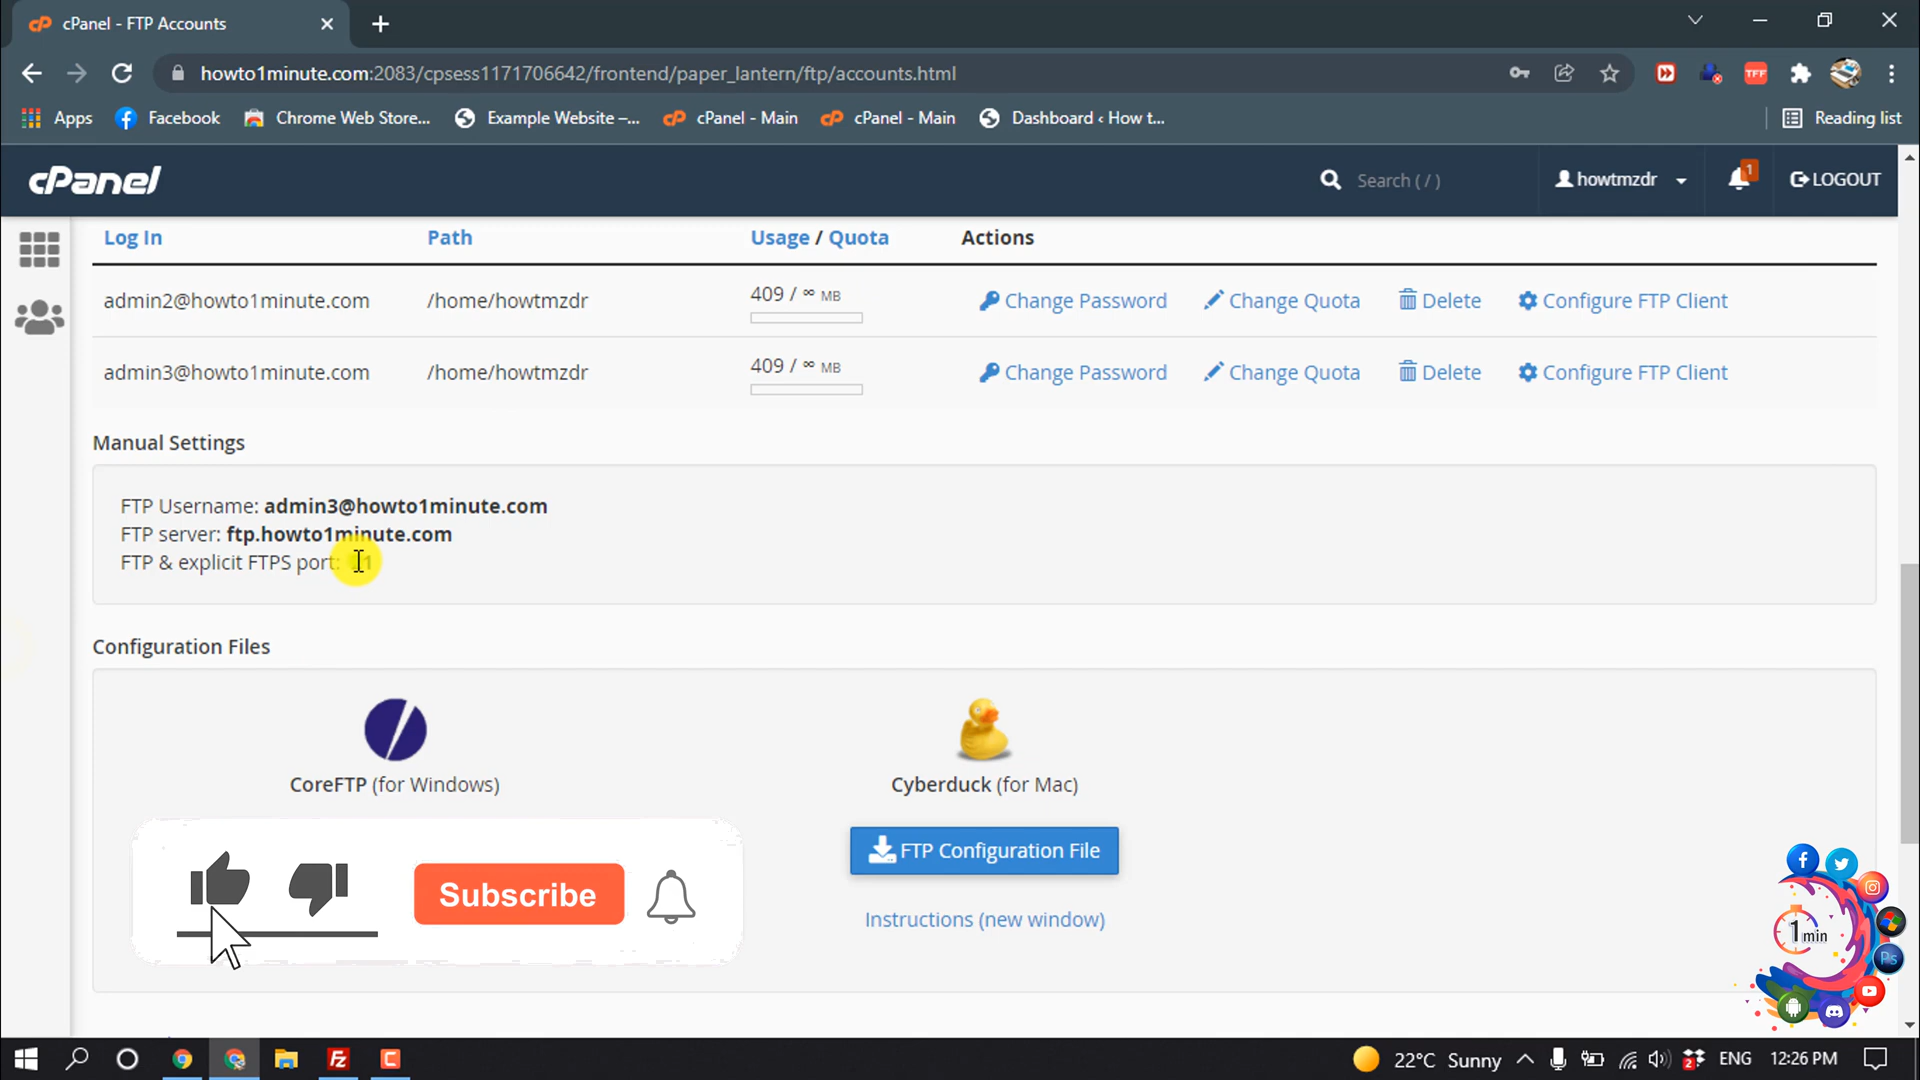 cPanel - FTP Accounts
howto1minute.com:2083/cpsess1171706642/frontend/paper_lantern/ftp/accounts.html
TFF
Apps
Facebook
Chrome Web Store...
Example Website –...
cPanel - Main
cPanel - Main
Dashboard ‹ How t...
Reading list
cPanel
Search ( / )
howtmzdr
1
LOGOUT
Log In Path Usage / Quota Actions
admin2@howto1minute.com /home/howtmzdr 409 / ∞ MB Change Password Change Quota Delete Configure FTP Client
admin3@howto1minute.com /home/howtmzdr 409 / ∞ MB Change Password Change Quota Delete Configure FTP Client
Manual Settings
FTP Username: admin3@howto1minute.com
FTP server: ftp.howto1minute.com
FTP & explicit FTPS port:
Configuration Files
CoreFTP (for Windows)
Cyberduck (for Mac)
FTP Configuration File
Instructions (new window)
Subscribe
1 min
Ps
Fz
C
22°C Sunny
2
ENG
12:26 PM